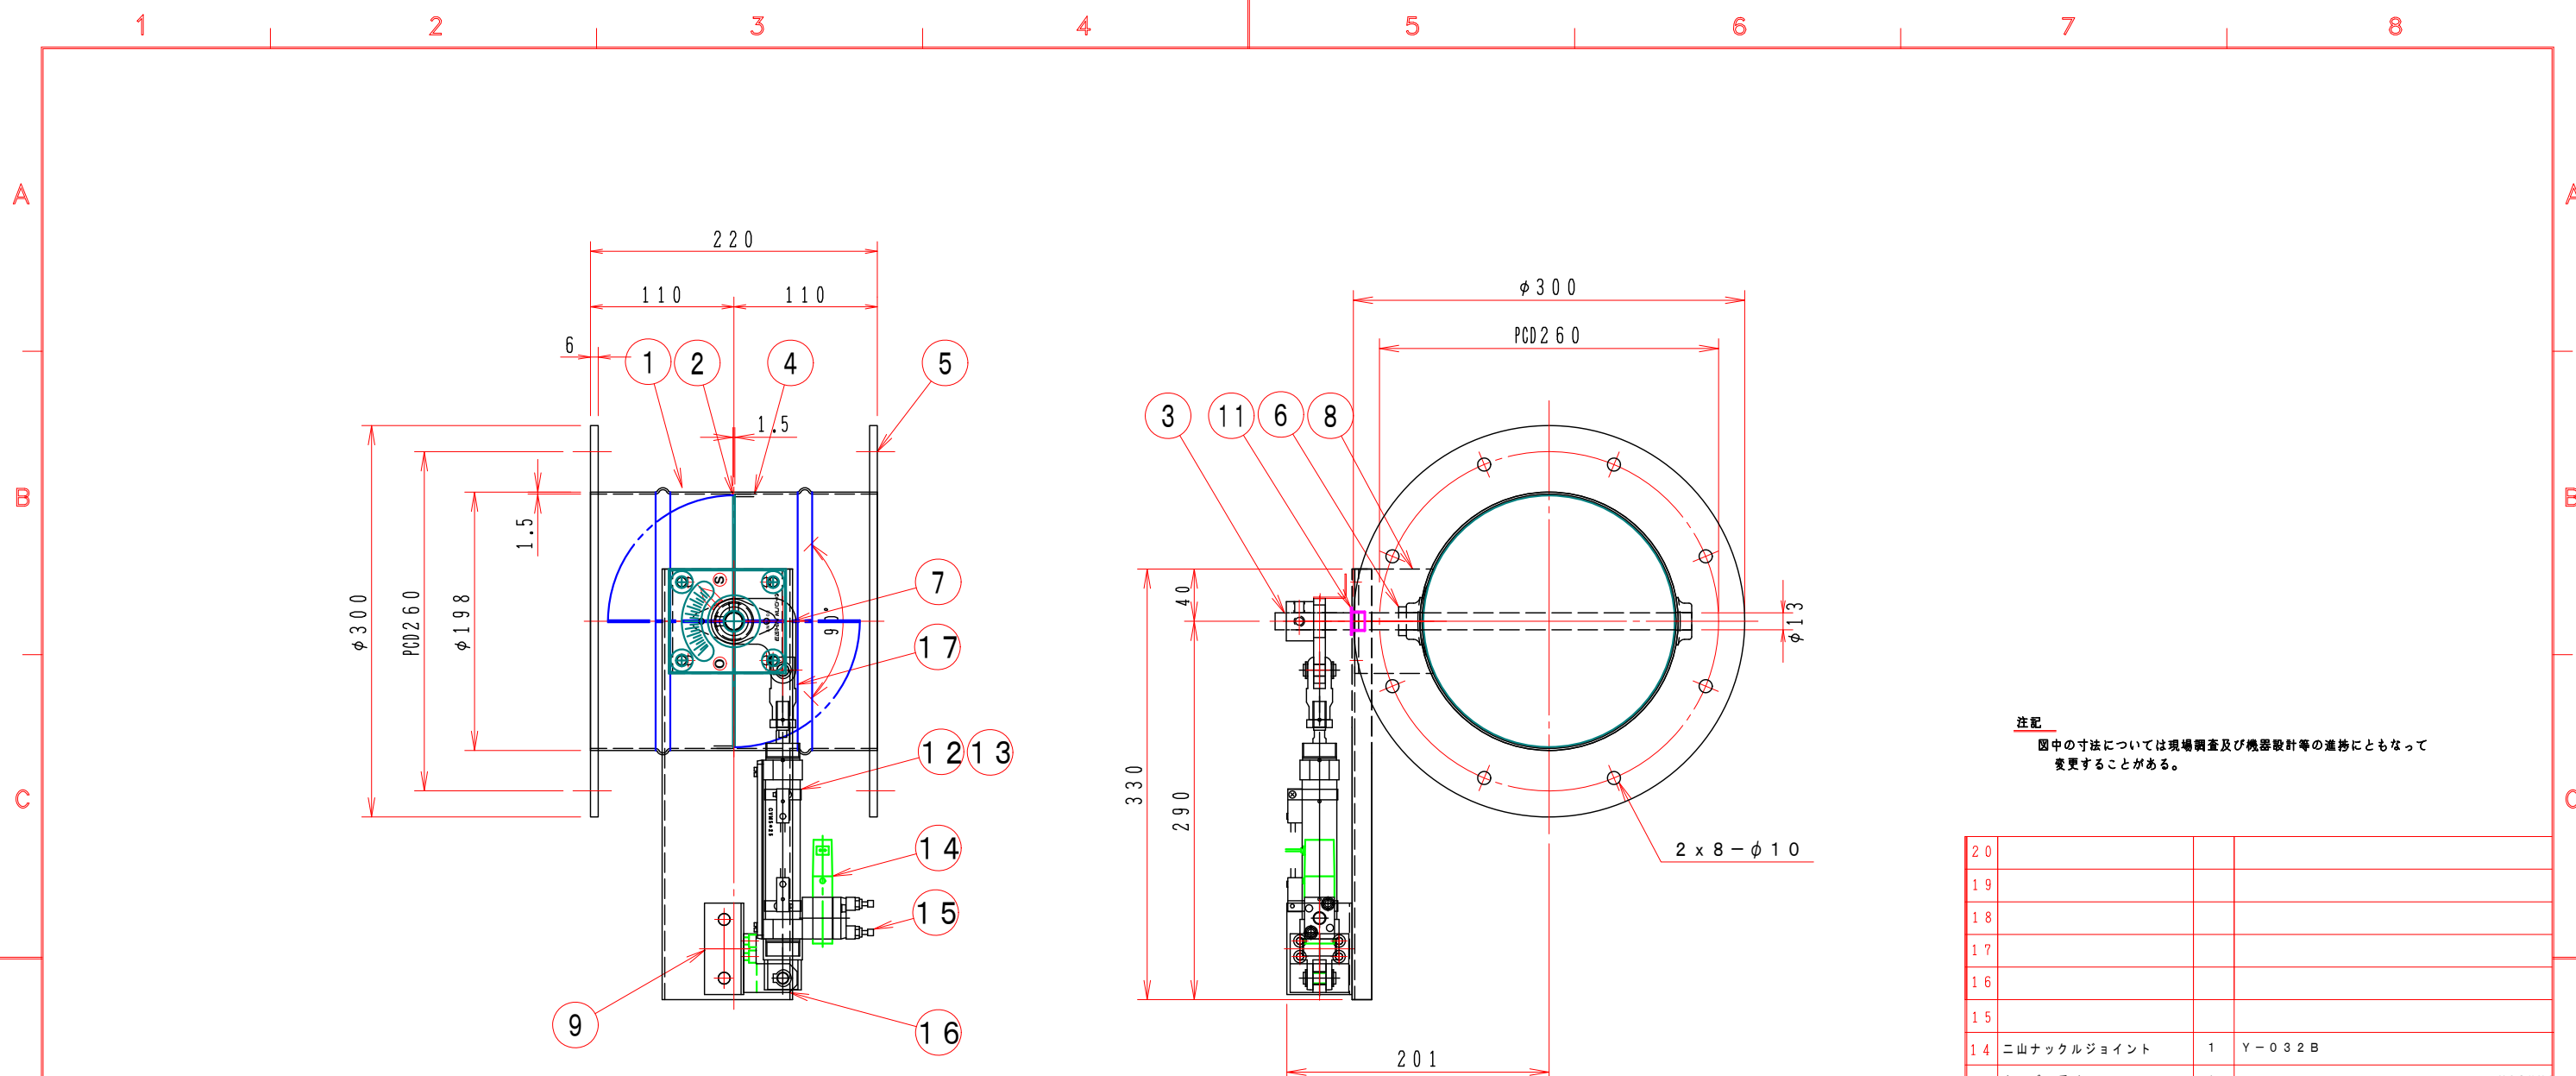 1 2 3 4 5 6 7 8
A A
220
110 110
φ300
PCD260
6 1 2 4 5
3 11 6 8
1.5
B B
1.5
S
7
40
φ13
φ300 PCD260 φ198
90°
O
17
注記
図中の寸法については現場調査及び機器設計等の進捗にともなって
変更することがある。
12 13
330
290
C C
14
2x8-φ10
15
9
16
201
20
19
18
17
16
15
14 二山ナックルジョイント 1 Y-032B